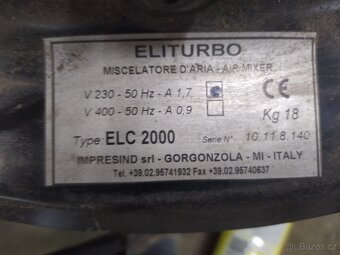 ELITURBO
MISCELATORE D'ARIA - AIR MIXER
V 230 - 50 Hz - A 1,7
CE
V 400 - 50 Hz - A 0,9
Kg 18
Type: ELC 2000 Serie N° 10.11.8.140
IMPRESIND srl - GORGONZOLA - MI - ITALY
Tel. +39.02.95741932 Fax +39.02.95740637
Bazoš.cz